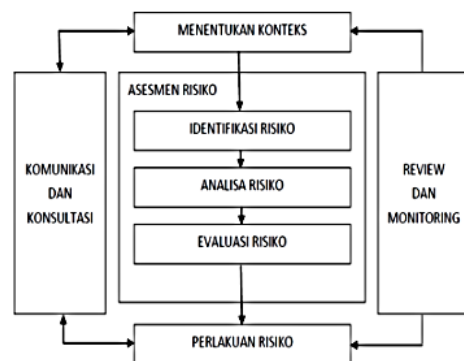 MENENTUKAN KONTEKS
ASESMEN RISIKO
IDENTIFIKASI RISIKO
ANALISA RISIKO
EVALUASI RISIKO
KOMUNIKASI
DAN
KONSULTASI
REVIEW
DAN
MONITORING
PERLAKUAN RISIKO